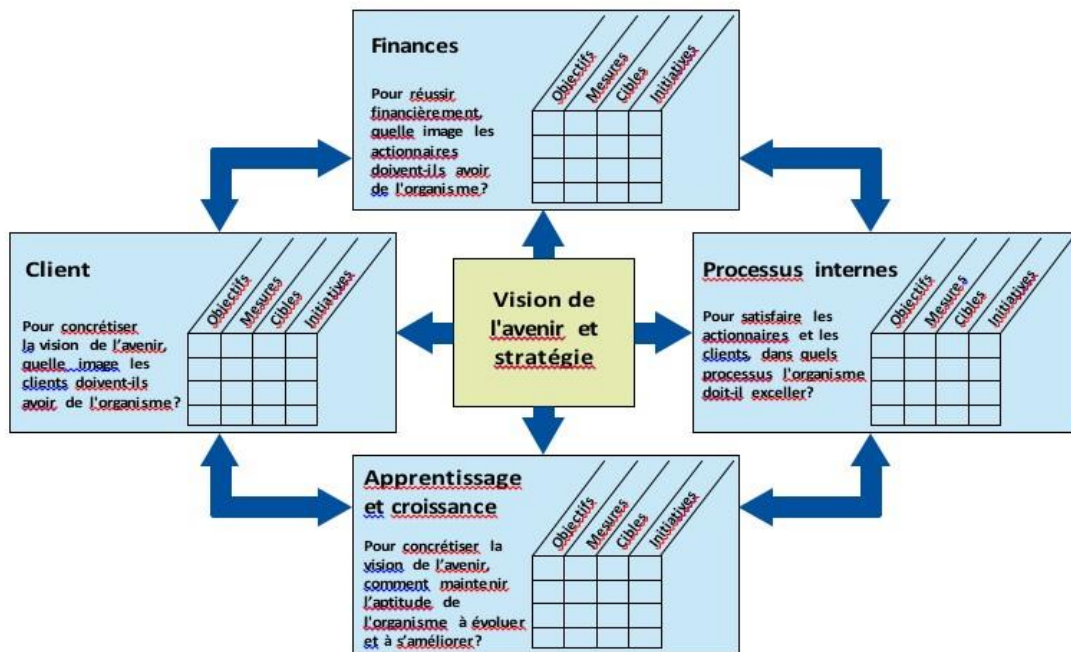 Finances
Pour réussir
financièrement,
quelle image les
actionnaires
doivent-ils avoir
de l'organisme?
Objectifs
Mesures
Cibles
Initiatives
Client
Pour concrétiser
la vision de l'avenir,
quelle image les
clients doivent-ils
avoir de l'organisme?
Objectifs
Mesures
Cibles
Initiatives
Vision de
l'avenir et
stratégie
Processus internes
Pour satisfaire les
actionnaires et les
clients, dans quels
processus l'organisme
doit-il exceller?
Objectifs
Mesures
Cibles
Initiatives
Apprentissage
et croissance
Pour concrétiser la
vision de l'avenir,
comment maintenir
l'aptitude de
l'organisme à évoluer
et à s'améliorer?
Objectifs
Mesures
Cibles
Initiatives